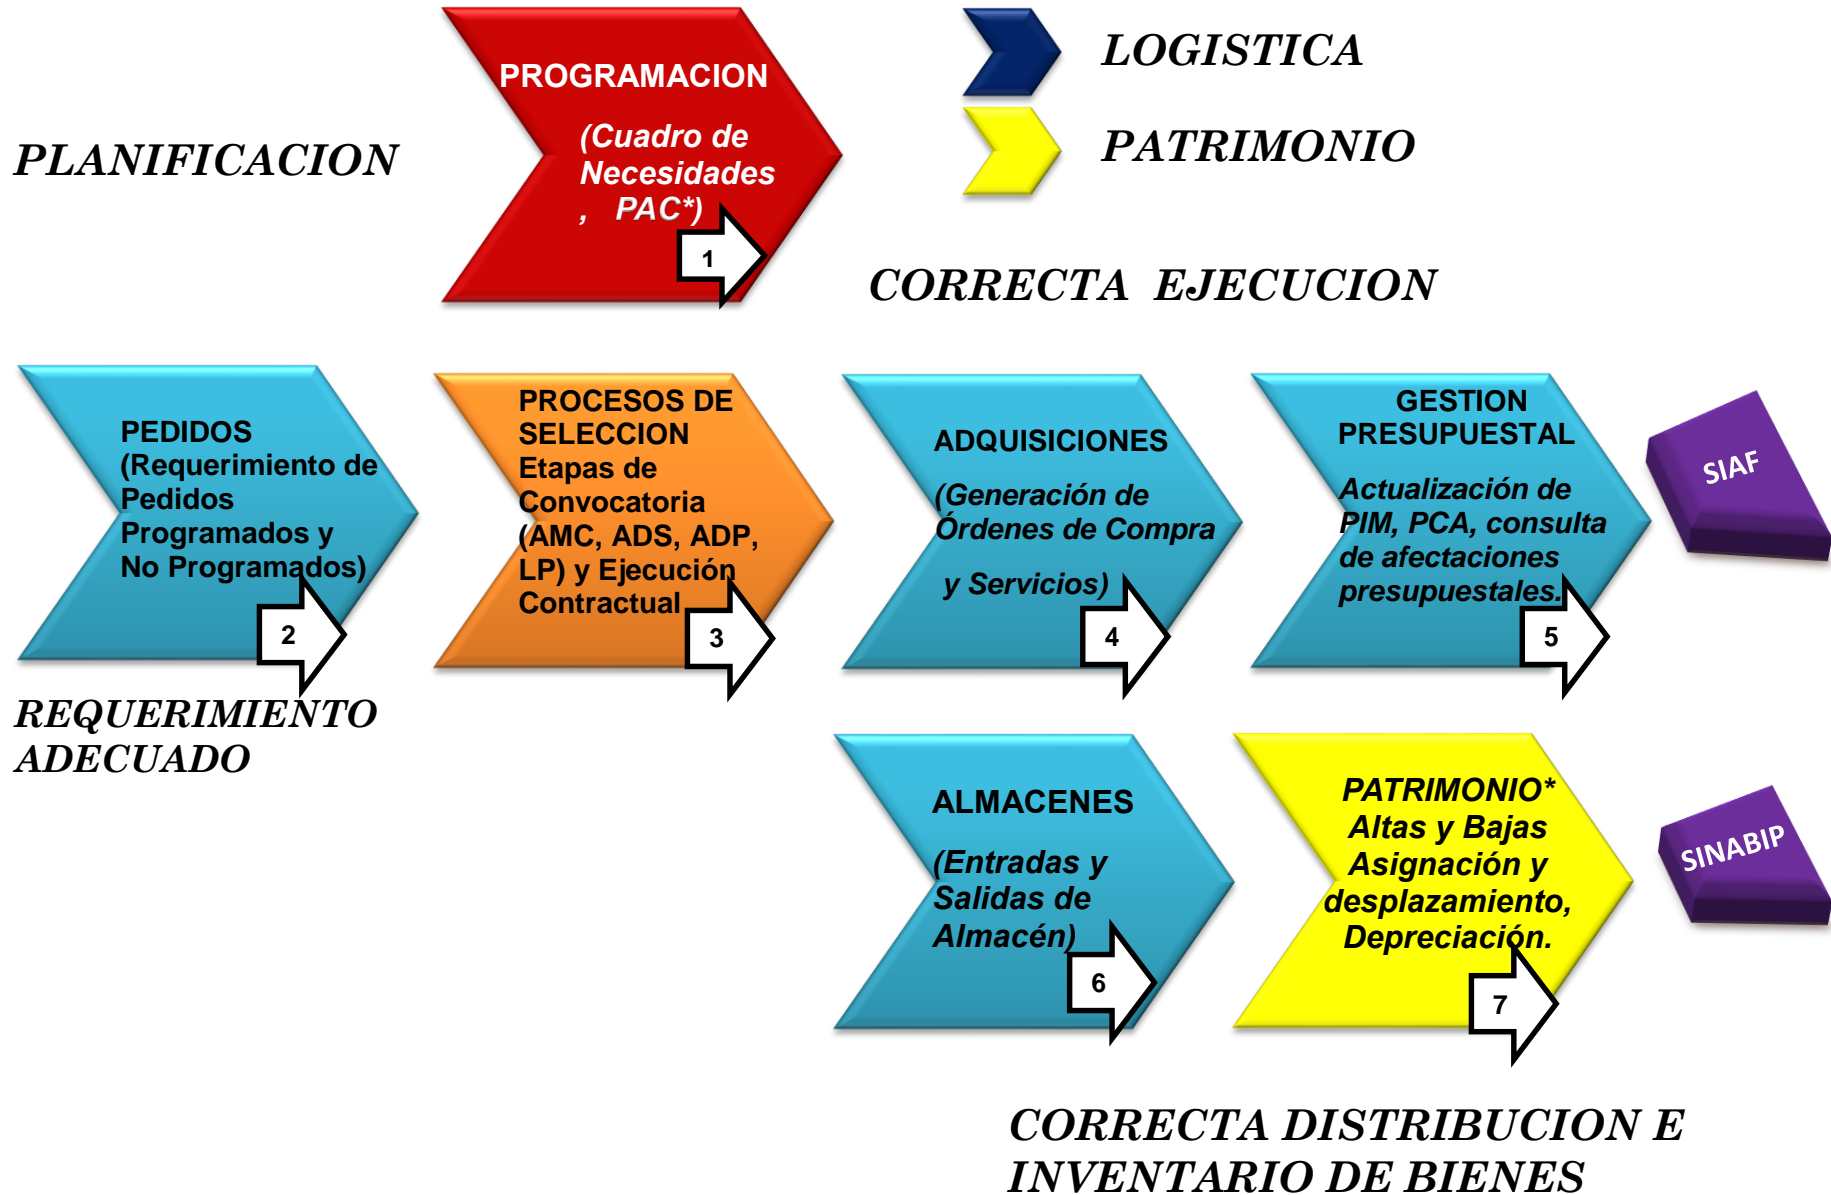 PROGRAMACION
(Cuadro de
Necesidades
, PAC*)
1
LOGISTICA
PATRIMONIO
PLANIFICACION
CORRECTA EJECUCION
PEDIDOS
(Requerimiento de
Pedidos
Programados y
No Programados)
2
PROCESOS DE
SELECCION
Etapas de
Convocatoria
(AMC, ADS, ADP,
LP) y Ejecución
Contractual
3
ADQUISICIONES
(Generación de
Órdenes de Compra
y Servicios)
4
GESTION
PRESUPUESTAL
Actualización de
PIM, PCA, consulta
de afectaciones
presupuestales.
5
SIAF
REQUERIMIENTO
ADECUADO
ALMACENES
(Entradas y
Salidas de
Almacén)
6
PATRIMONIO*
Altas y Bajas
Asignación y
desplazamiento,
Depreciación.
7
SINABIP
CORRECTA DISTRIBUCION E
INVENTARIO DE BIENES